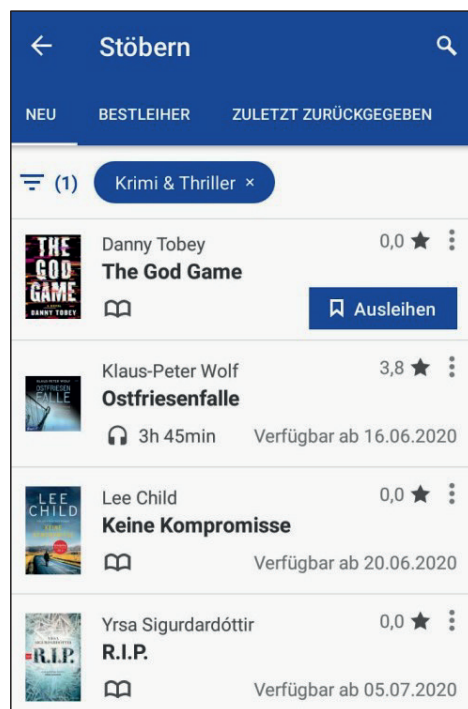 Stöbern
NEU BESTLEIHER ZULETZT ZURÜCKGEGEBEN
(1) Krimi & Thriller ×
THE
GOD
GAME
DANNY TOBEY
Danny Tobey 0,0 ★
The God Game
Ausleihen
KLAUS-PETER WOLF
OSTFRIESEN
FALLE
Klaus-Peter Wolf 3,8 ★
Ostfriesenfalle
3h 45min Verfügbar ab 16.06.2020
LEE
CHILD
Lee Child 0,0 ★
Keine Kompromisse
Verfügbar ab 20.06.2020
YRSA
SIGURDARDÓTTIR
R.I.P.
Yrsa Sigurdardóttir 0,0 ★
R.I.P.
Verfügbar ab 05.07.2020